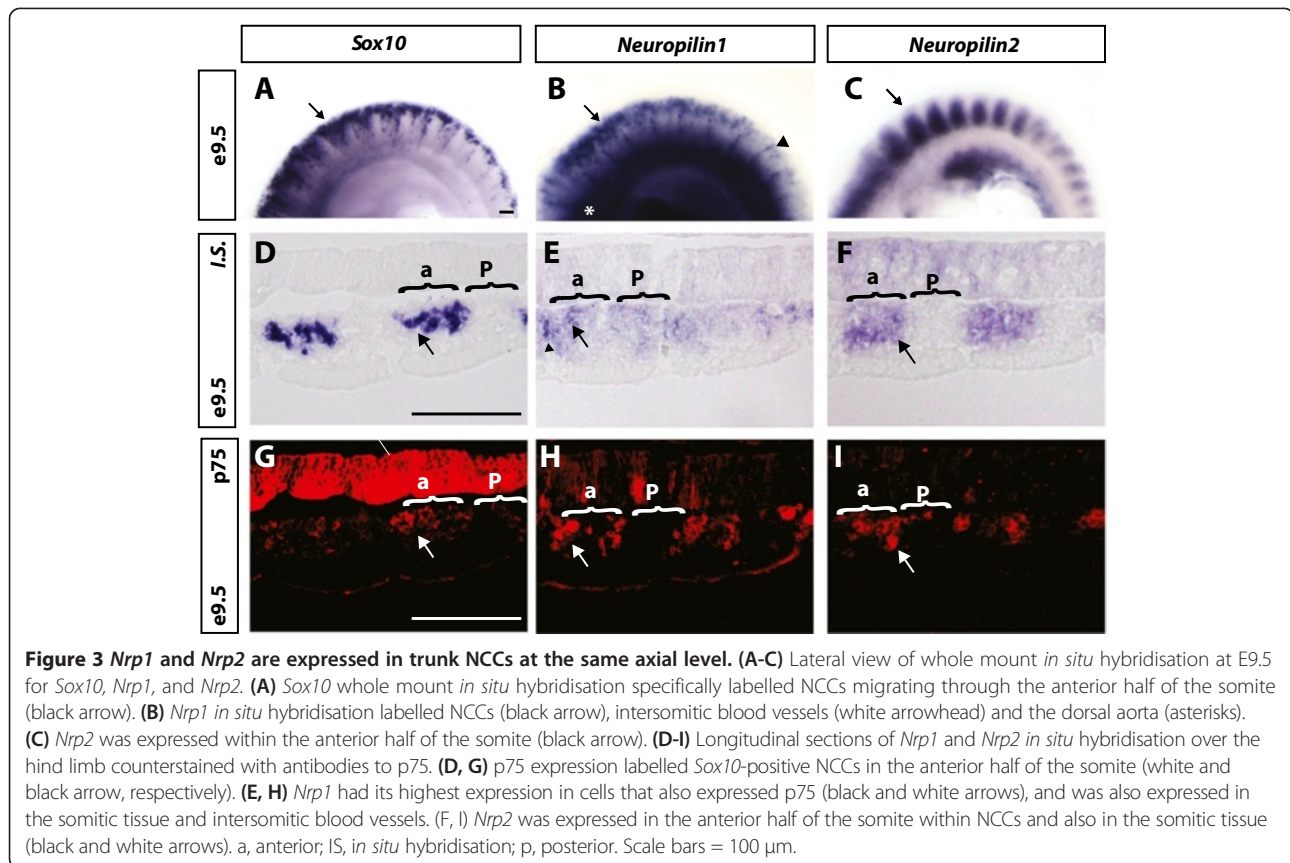 Sox10 Neuropilin1 Neuropilin2
e9.5 A B * C
I.S. e9.5 D a P E a P F a P
p75 e9.5 G a P H a P I a P
Figure 3 Nrp1 and Nrp2 are expressed in trunk NCCs at the same axial level. (A-C) Lateral view of whole mount in situ hybridisation at E9.5
for Sox10, Nrp1, and Nrp2. (A) Sox10 whole mount in situ hybridisation specifically labelled NCCs migrating through the anterior half of the somite
(black arrow). (B) Nrp1 in situ hybridisation labelled NCCs (black arrow), intersomitic blood vessels (white arrowhead) and the dorsal aorta (asterisks).
(C) Nrp2 was expressed within the anterior half of the somite (black arrow). (D-I) Longitudinal sections of Nrp1 and Nrp2 in situ hybridisation over the
hind limb counterstained with antibodies to p75. (D, G) p75 expression labelled Sox10-positive NCCs in the anterior half of the somite (white and
black arrow, respectively). (E, H) Nrp1 had its highest expression in cells that also expressed p75 (black and white arrows), and was also expressed in
the somitic tissue and intersomitic blood vessels. (F, I) Nrp2 was expressed in the anterior half of the somite within NCCs and also in the somitic tissue
(black and white arrows). a, anterior; IS, in situ hybridisation; p, posterior. Scale bars = 100 μm.